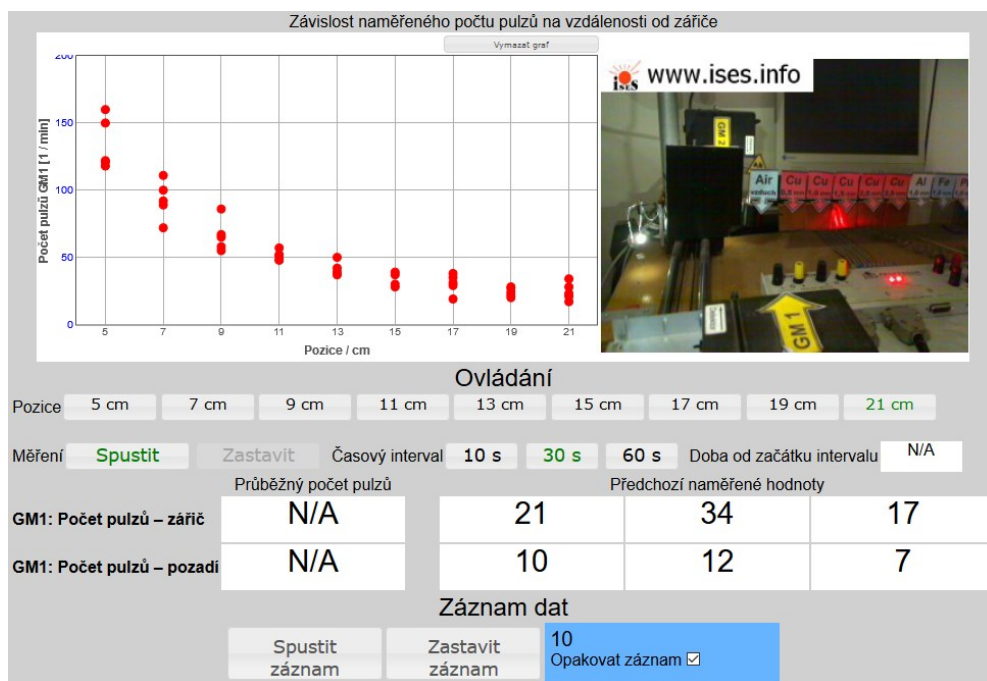 Závislost naměřeného počtu pulzů na vzdálenosti od zářiče
Vymazat graf
200
150
100
50
0
Počet pulzů GM1 [1 / min]
5 7 9 11 13 15 17 19 21
Pozice / cm
ises www.ises.info
GM 2
Air Cu Cu Cu Cu Cu Al Fe
vzduch
GM 1
Ovládání
Pozice 5 cm 7 cm 9 cm 11 cm 13 cm 15 cm 17 cm 19 cm 21 cm
Měření Spustit Zastavit Časový interval 10 s 30 s 60 s Doba od začátku intervalu N/A
Průběžný počet pulzů Předchozí naměřené hodnoty
GM1: Počet pulzů – zářič N/A 21 34 17
GM1: Počet pulzů – pozadí N/A 10 12 7
Záznam dat
Spustit záznam Zastavit záznam 10
Opakovat záznam